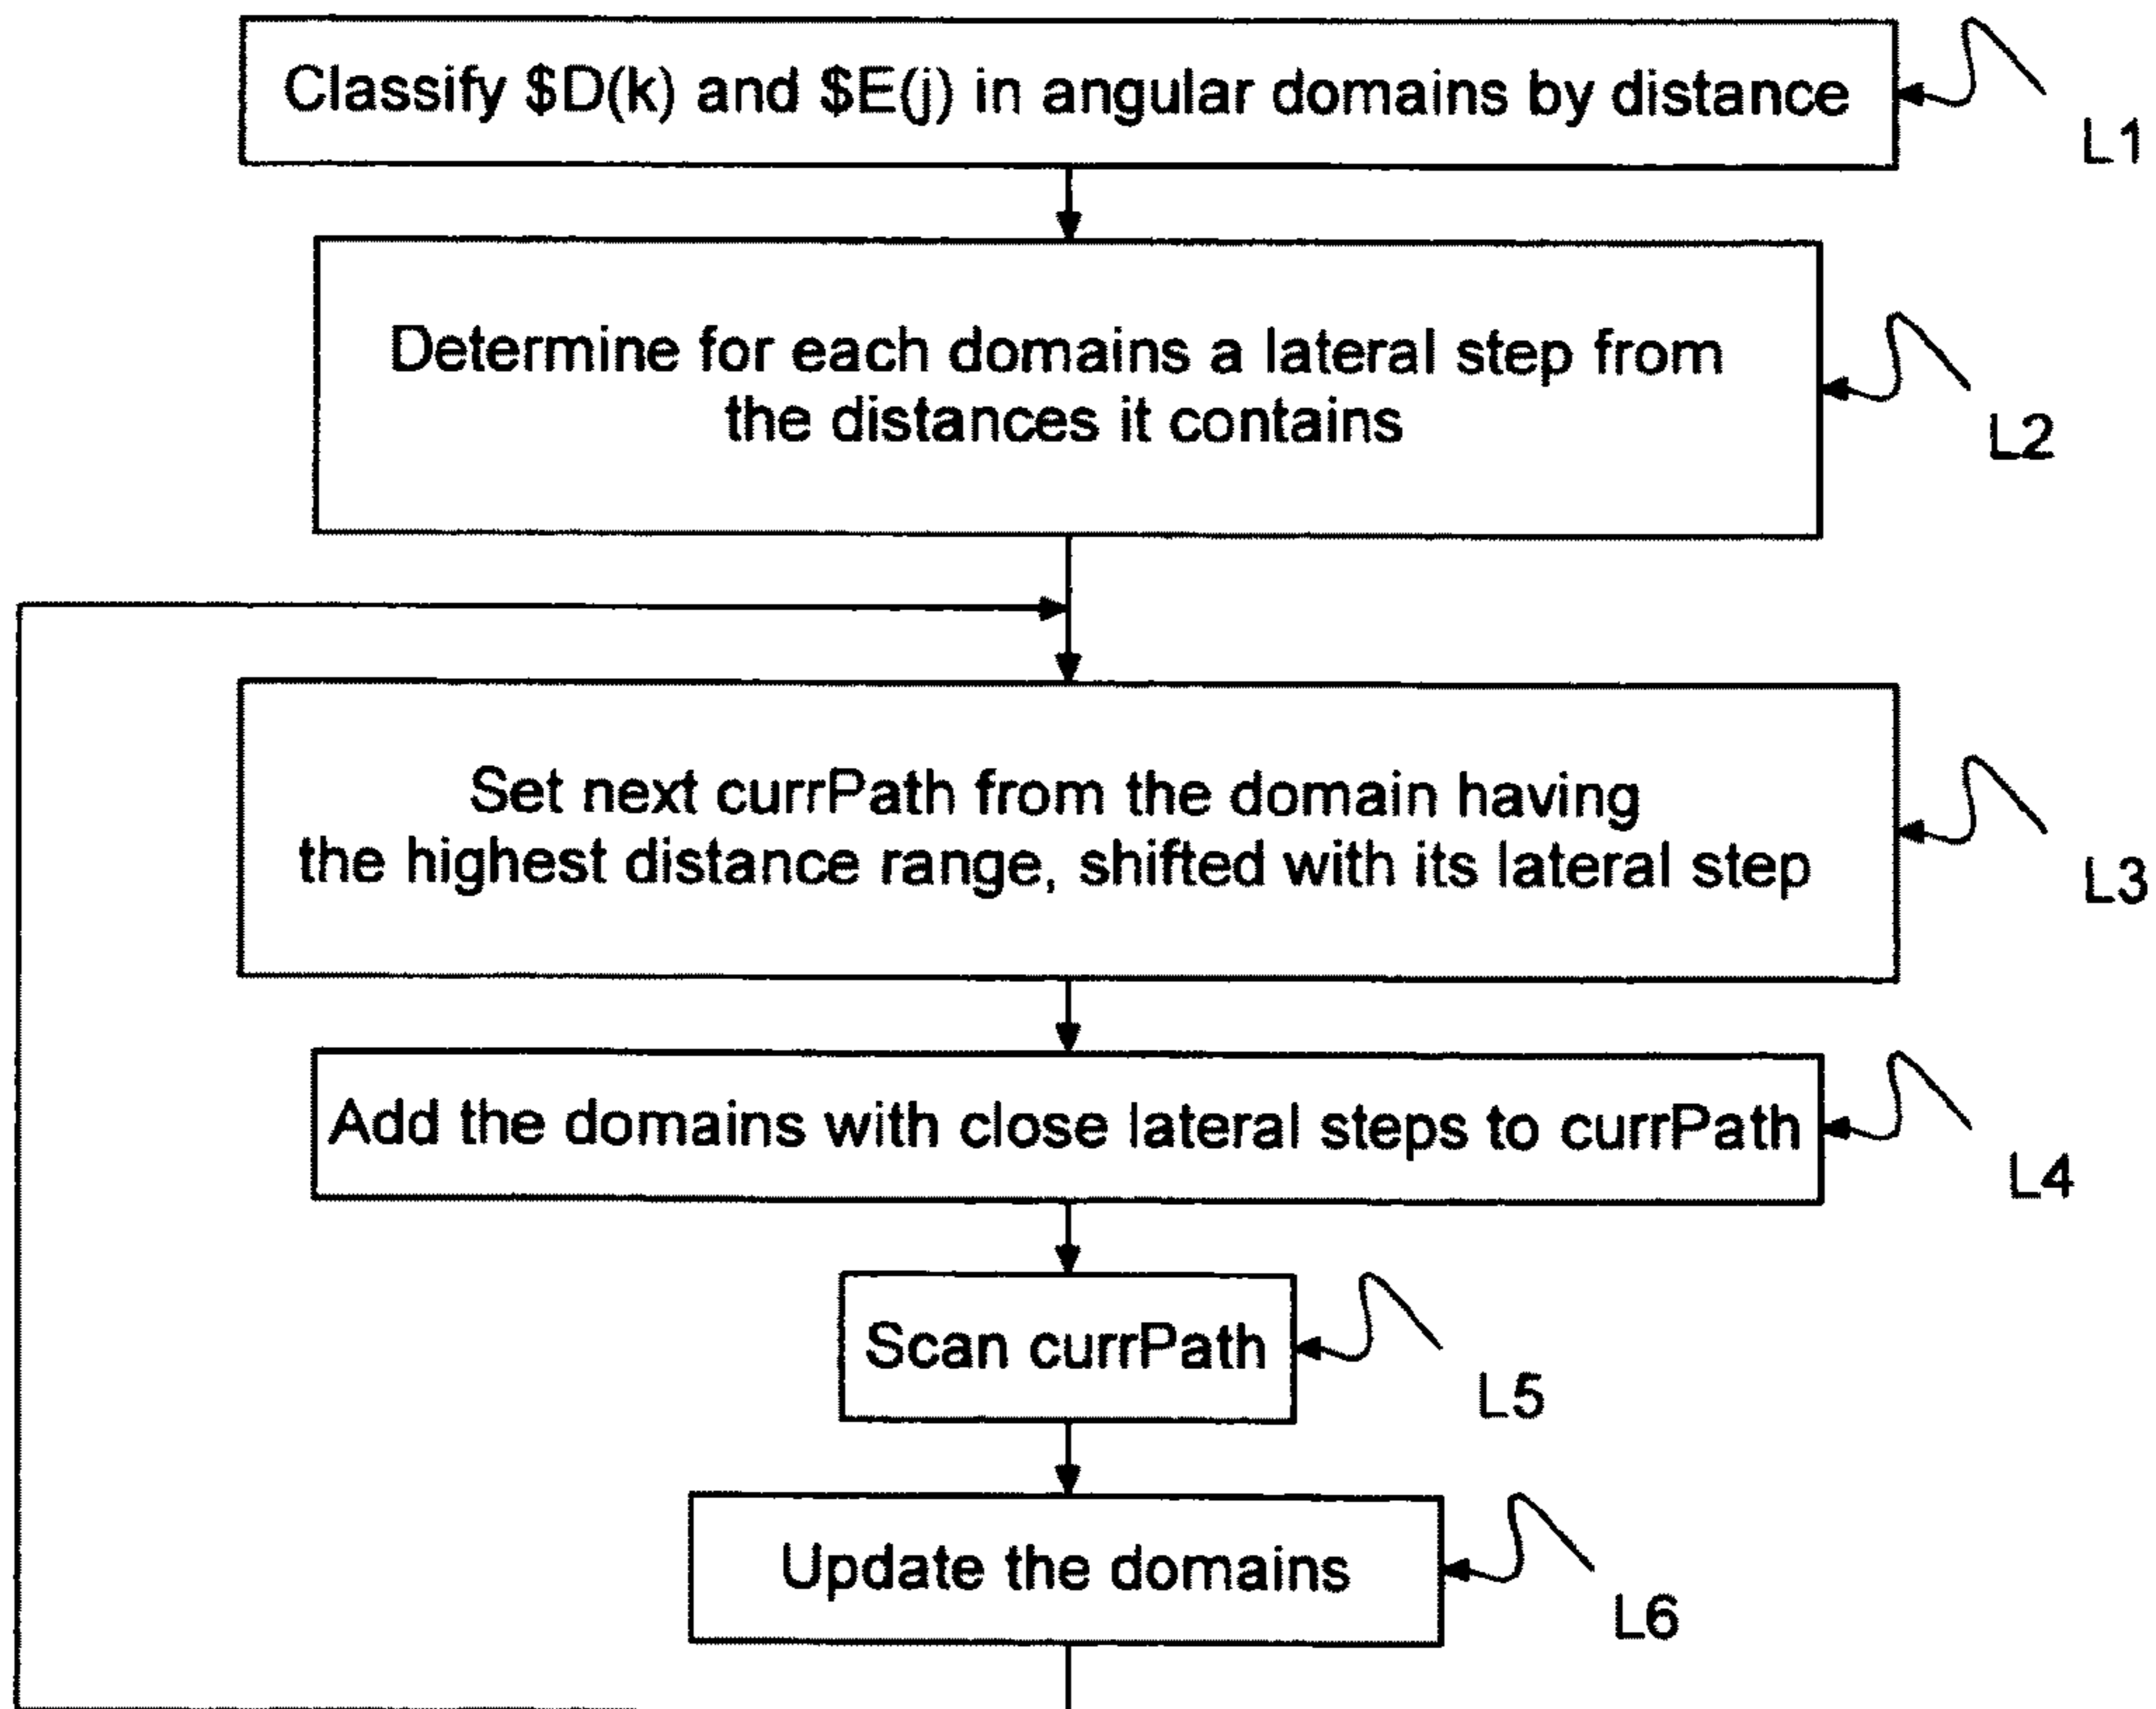 Classify $D(k) and $E(j) in angular domains by distance
L1
Determine for each domains a lateral step from
the distances it contains
L2
Set next currPath from the domain having
the highest distance range, shifted with its lateral step
L3
Add the domains with close lateral steps to currPath
L4
Scan currPath
L5
Update the domains
L6